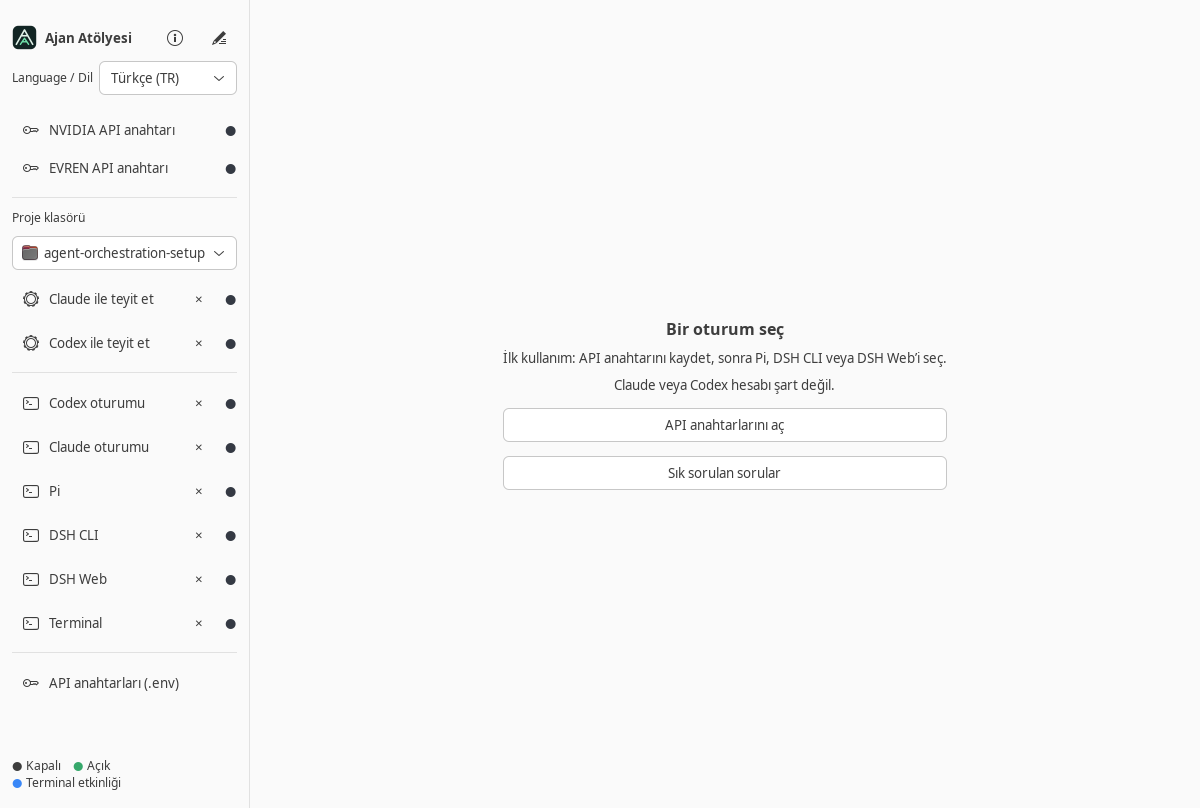 Ajan Atölyesi
Language / Dil
Türkçe (TR)
NVIDIA API anahtarı
EVREN API anahtarı
Proje klasörü
agent-orchestration-setup
Claude ile teyit et ×
Codex ile teyit et ×
Codex oturumu ×
Claude oturumu ×
Pi ×
DSH CLI ×
DSH Web ×
Terminal ×
API anahtarları (.env)
Kapalı Açık
Terminal etkinliği
Bir oturum seç
İlk kullanım: API anahtarını kaydet, sonra Pi, DSH CLI veya DSH Web’i seç.
Claude veya Codex hesabı şart değil.
API anahtarlarını aç
Sık sorulan sorular